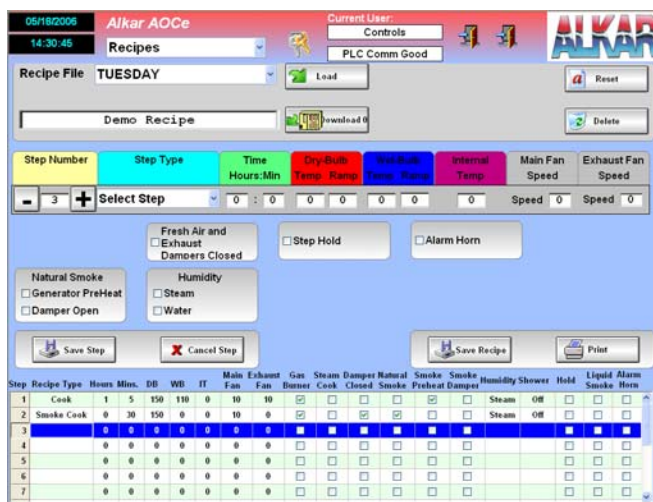 05/18/2006
Alkar AOCe
Current User:
Controls
14:30:45
Recipes
PLC Comm Good
ALKAR
Recipe File
TUESDAY
Load
Reset
Demo Recipe
Download 0
Delete
Step Number
Step Type
Time
Hours:Min
Dry-Bulb
Temp Ramp
Wet-Bulb
Temp Ramp
Internal
Temp
Main Fan
Speed
Exhaust Fan
Speed
- 3 + Select Step 0 : 0 0 0 0 0 0 Speed 0 Speed 0
Fresh Air and
Exhaust
Dampers Closed
Step Hold
Alarm Horn
Natural Smoke
Generator PreHeat
Damper Open
Humidity
Steam
Water
Save Step
Cancel Step
Save Recipe
Print
Step Recipe Type Hours Mins. DB WB IT Main Fan Exhaust Fan Gas Burner Steam Cook Damper Closed Natural Smoke Smoke Preheat Smoke Damper Humidity Shower Hold Liquid Smoke Alarm Horn
1 Cook 1 5 150 110 0 10 10 Steam Off
2 Smoke Cook 0 30 150 0 0 10 0 Steam Off
3 0 0 0 0 0 0 0
4 0 0 0 0 0 0 0
5 0 0 0 0 0 0 0
6 0 0 0 0 0 0 0
7 0 0 0 0 0 0 0